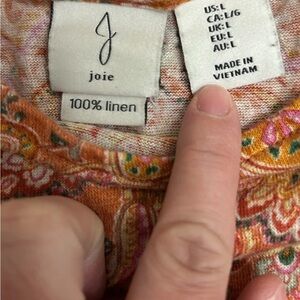 J
joie
100% linen
US: L
CA: L/G
UK: L
EU: L
AU: L
MADE IN
VIETNAM